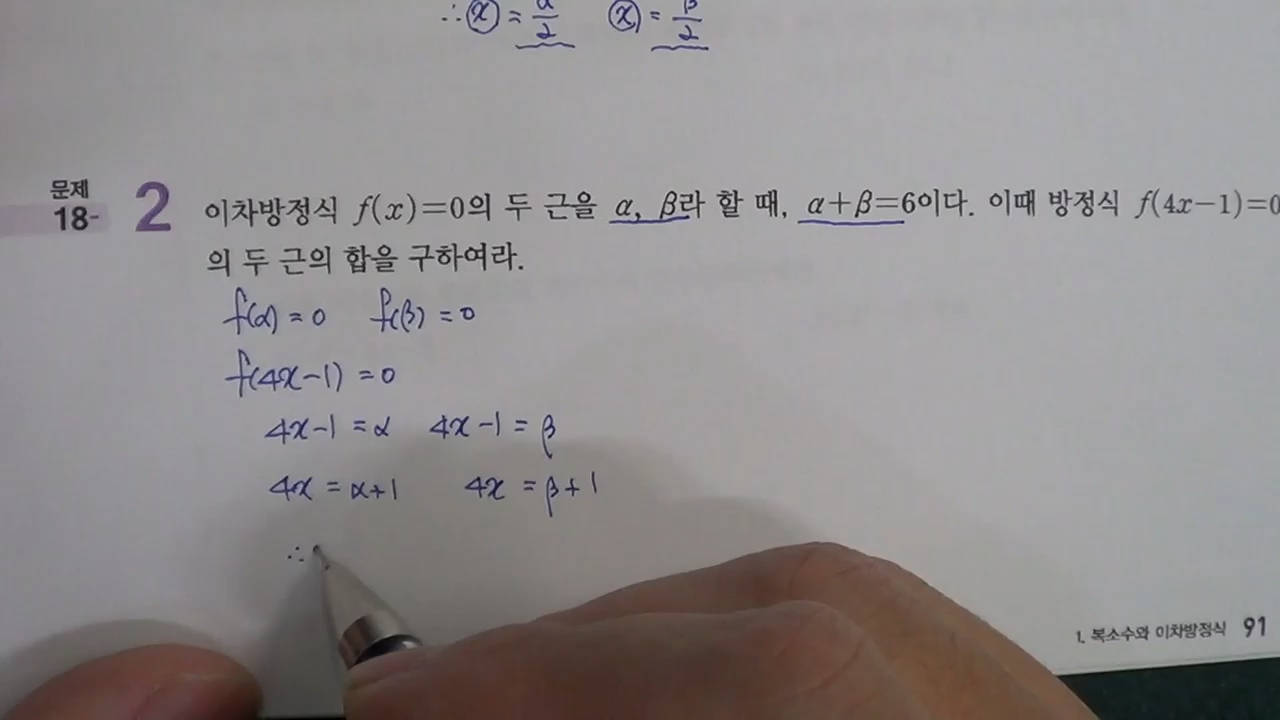 ∴ ⓧ = α/2 ⓧ = β/2
문제 18- 2 이차방정식 f(x)=0의 두 근을 α, β라 할 때, α+β=6이다. 이때 방정식 f(4x−1)=0
의 두 근의 합을 구하여라.
f(α) = 0 f(β) = 0
f(4x−1) = 0
4x−1 = α 4x−1 = β
4x = α+1 4x = β+1
∴
1. 복소수와 이차방정식 91